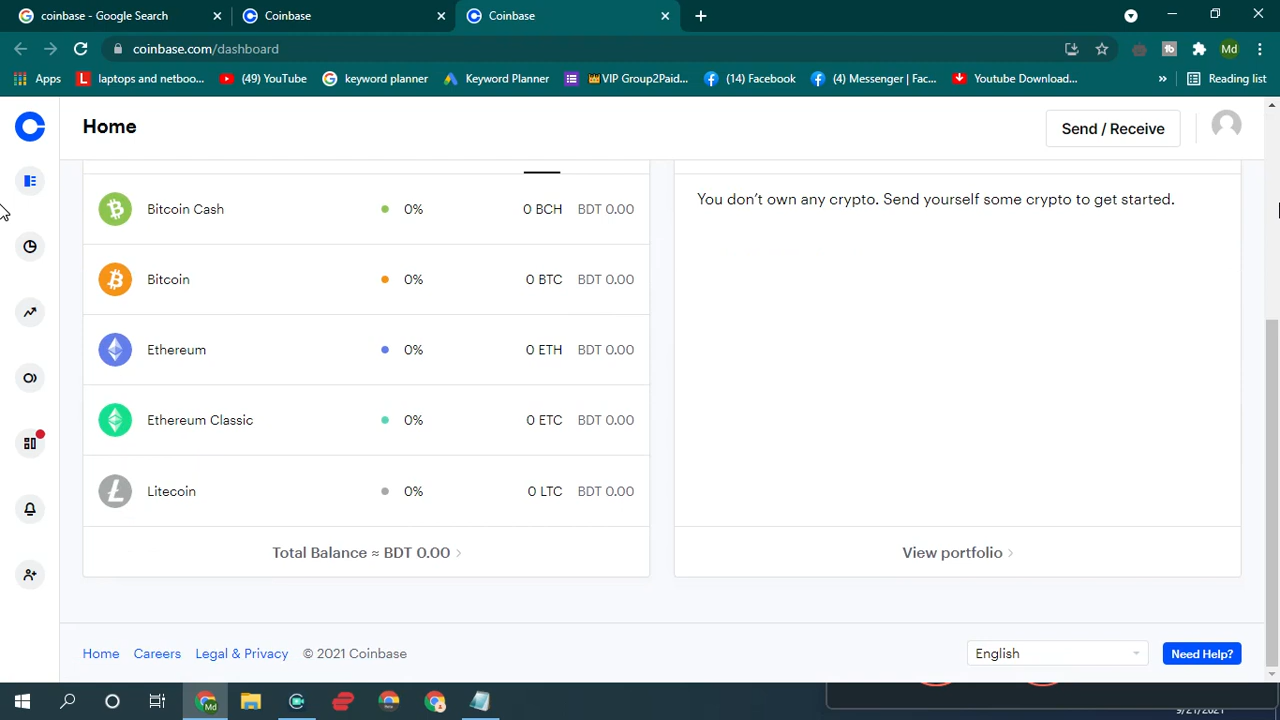 coinbase - Google Search
Coinbase
Coinbase
coinbase.com/dashboard
Md
Apps
laptops and netboo...
(49) YouTube
keyword planner
Keyword Planner
VIP Group2Paid...
(14) Facebook
(4) Messenger | Fac...
Youtube Download...
»
Reading list
Home
Send / Receive
Bitcoin Cash 0% 0 BCH BDT 0.00
Bitcoin 0% 0 BTC BDT 0.00
Ethereum 0% 0 ETH BDT 0.00
Ethereum Classic 0% 0 ETC BDT 0.00
Litecoin 0% 0 LTC BDT 0.00
Total Balance ≈ BDT 0.00
You don’t own any crypto. Send yourself some crypto to get started.
View portfolio
Home Careers Legal & Privacy © 2021 Coinbase
English
Need Help?
9/21/2021